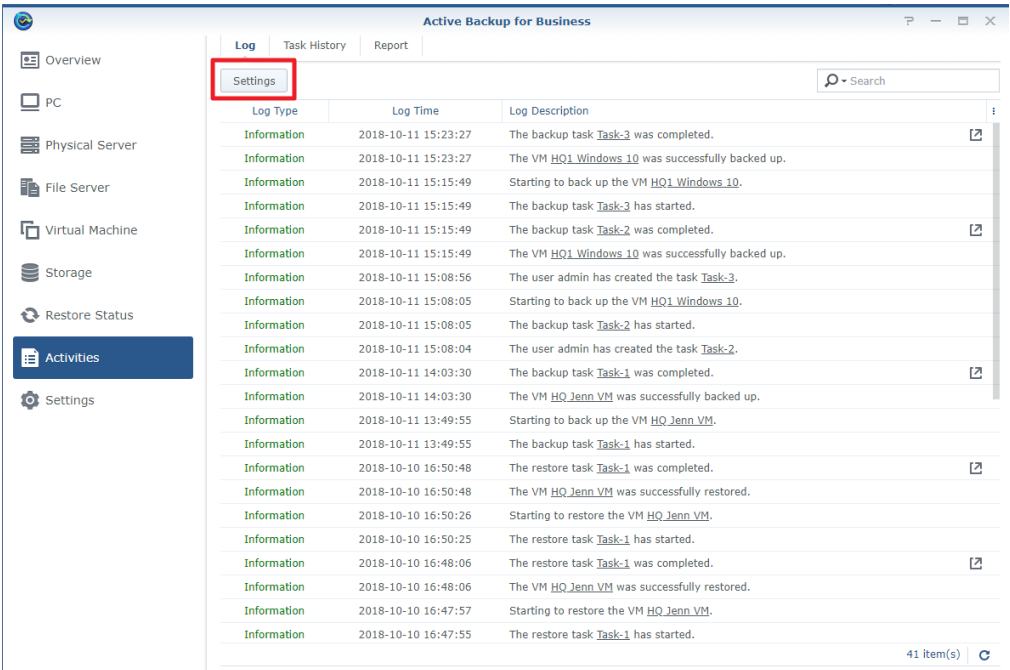 Active Backup for Business
Overview
PC
Physical Server
File Server
Virtual Machine
Storage
Restore Status
Activities
Settings
Log Task History Report
Settings
Search
Log Type Log Time Log Description
Information 2018-10-11 15:23:27 The backup task Task-3 was completed.
Information 2018-10-11 15:23:27 The VM HQ1 Windows 10 was successfully backed up.
Information 2018-10-11 15:15:49 Starting to back up the VM HQ1 Windows 10.
Information 2018-10-11 15:15:49 The backup task Task-3 has started.
Information 2018-10-11 15:15:49 The backup task Task-2 was completed.
Information 2018-10-11 15:15:49 The VM HQ1 Windows 10 was successfully backed up.
Information 2018-10-11 15:08:56 The user admin has created the task Task-3.
Information 2018-10-11 15:08:05 Starting to back up the VM HQ1 Windows 10.
Information 2018-10-11 15:08:05 The backup task Task-2 has started.
Information 2018-10-11 15:08:04 The user admin has created the task Task-2.
Information 2018-10-11 14:03:30 The backup task Task-1 was completed.
Information 2018-10-11 14:03:30 The VM HQ Jenn VM was successfully backed up.
Information 2018-10-11 13:49:55 Starting to back up the VM HQ Jenn VM.
Information 2018-10-11 13:49:55 The backup task Task-1 has started.
Information 2018-10-10 16:50:48 The restore task Task-1 was completed.
Information 2018-10-10 16:50:48 The VM HQ Jenn VM was successfully restored.
Information 2018-10-10 16:50:26 Starting to restore the VM HQ Jenn VM.
Information 2018-10-10 16:50:25 The restore task Task-1 has started.
Information 2018-10-10 16:48:06 The restore task Task-1 was completed.
Information 2018-10-10 16:48:06 The VM HQ Jenn VM was successfully restored.
Information 2018-10-10 16:47:57 Starting to restore the VM HQ Jenn VM.
Information 2018-10-10 16:47:55 The restore task Task-1 has started.
41 item(s)